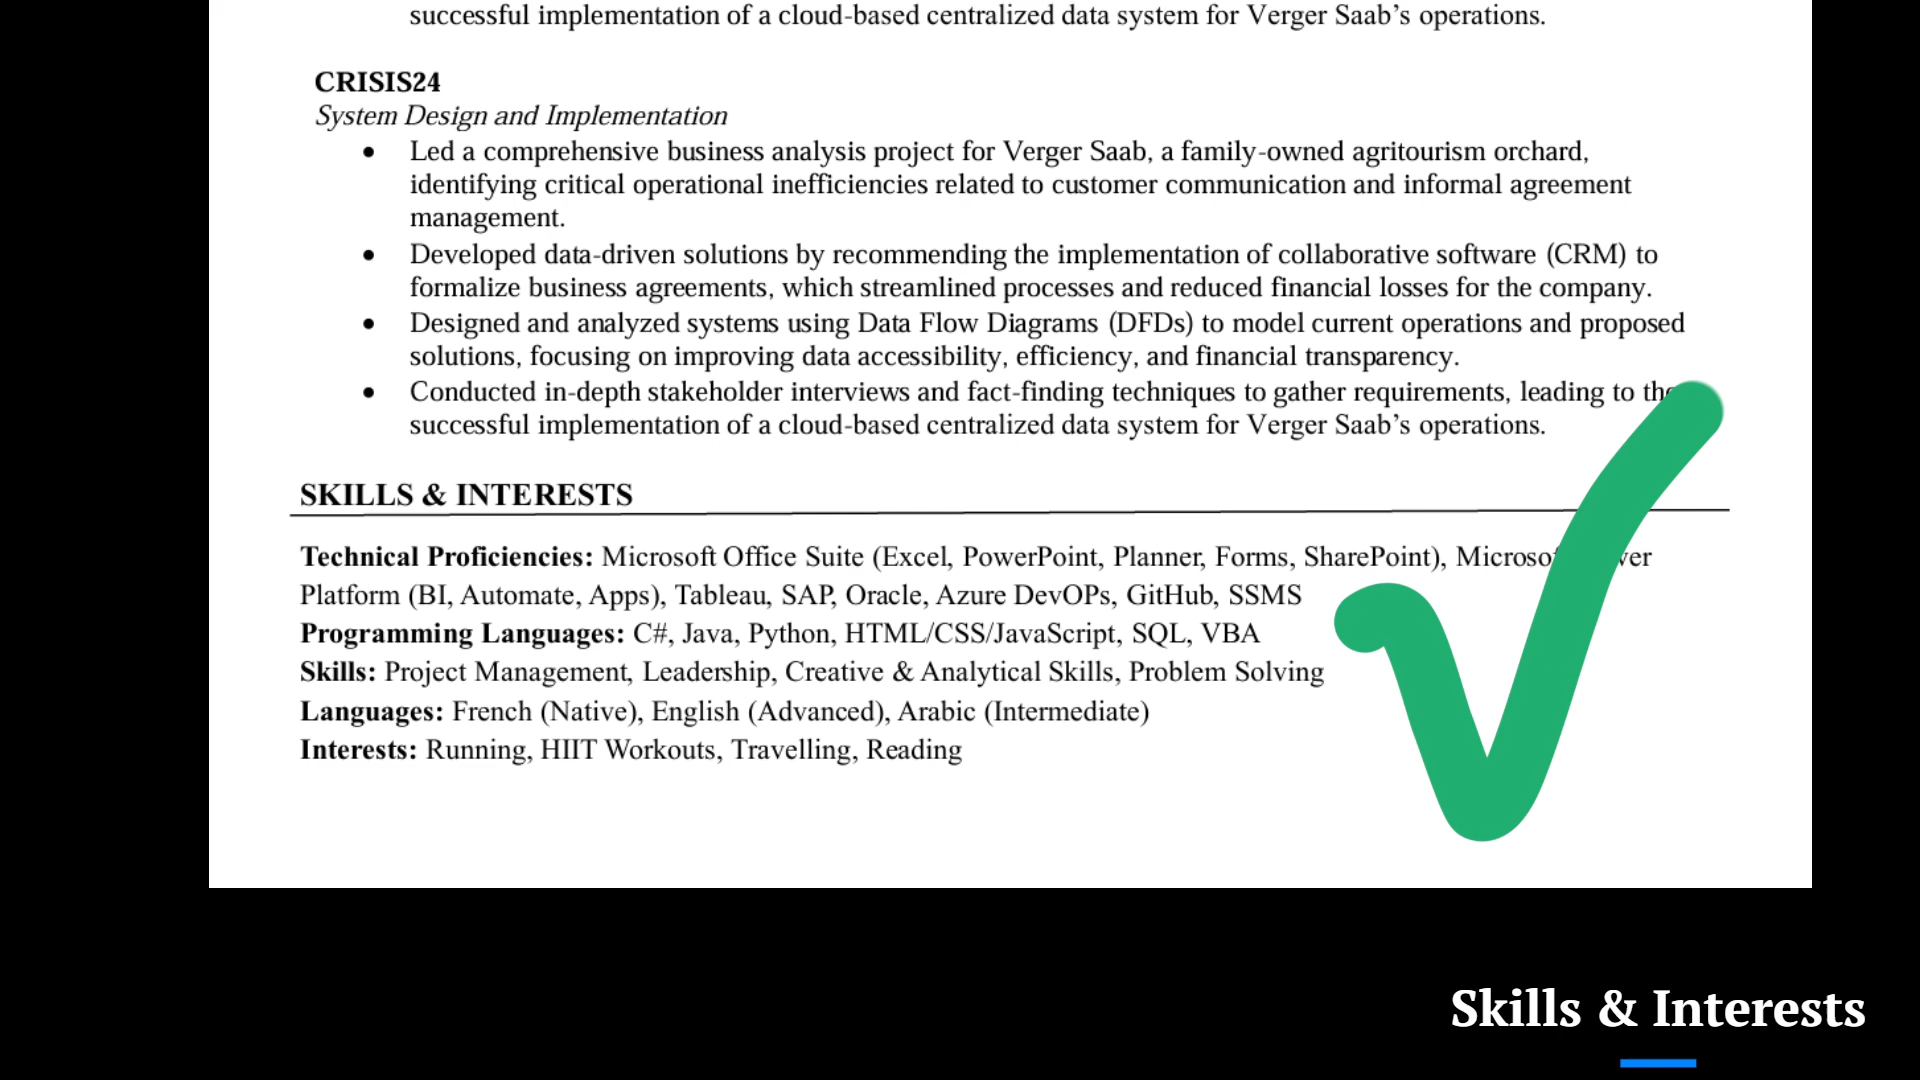 successful implementation of a cloud-based centralized data system for Verger Saab’s operations.
CRISIS24
System Design and Implementation
• Led a comprehensive business analysis project for Verger Saab, a family-owned agritourism orchard,
identifying critical operational inefficiencies related to customer communication and informal agreement
management.
• Developed data-driven solutions by recommending the implementation of collaborative software (CRM) to
formalize business agreements, which streamlined processes and reduced financial losses for the company.
• Designed and analyzed systems using Data Flow Diagrams (DFDs) to model current operations and proposed
solutions, focusing on improving data accessibility, efficiency, and financial transparency.
• Conducted in-depth stakeholder interviews and fact-finding techniques to gather requirements, leading to the
successful implementation of a cloud-based centralized data system for Verger Saab’s operations.
SKILLS & INTERESTS
Technical Proficiencies: Microsoft Office Suite (Excel, PowerPoint, Planner, Forms, SharePoint),
Platform (BI, Automate, Apps), Tableau, SAP, Oracle, Azure DevOPs, GitHub, SSMS
Programming Languages: C#, Java, Python, HTML/CSS/JavaScript, SQL, VBA
Skills: Project Management, Leadership, Creative & Analytical Skills, Problem Solving
Languages: French (Native), English (Advanced), Arabic (Intermediate)
Interests: Running, HIIT Workouts, Travelling, Reading
Skills & Interests